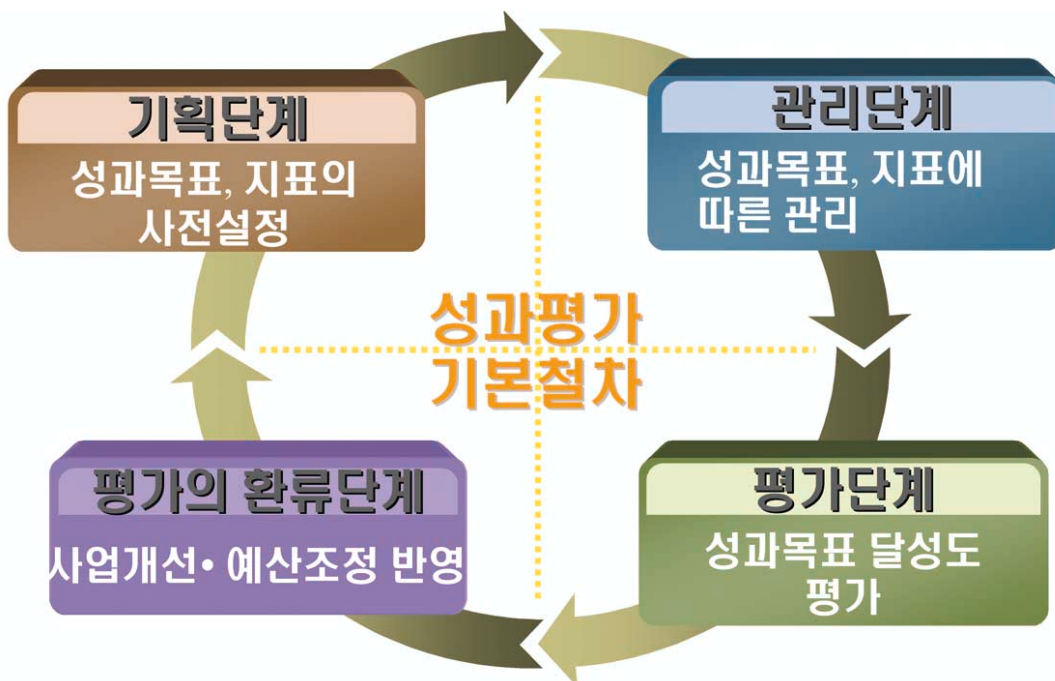 기획단계
성과목표, 지표의
사전설정
관리단계
성과목표, 지표에
따른 관리
성과평가
기본철차
평가의 환류단계
사업개선• 예산조정 반영
평가단계
성과목표 달성도
평가